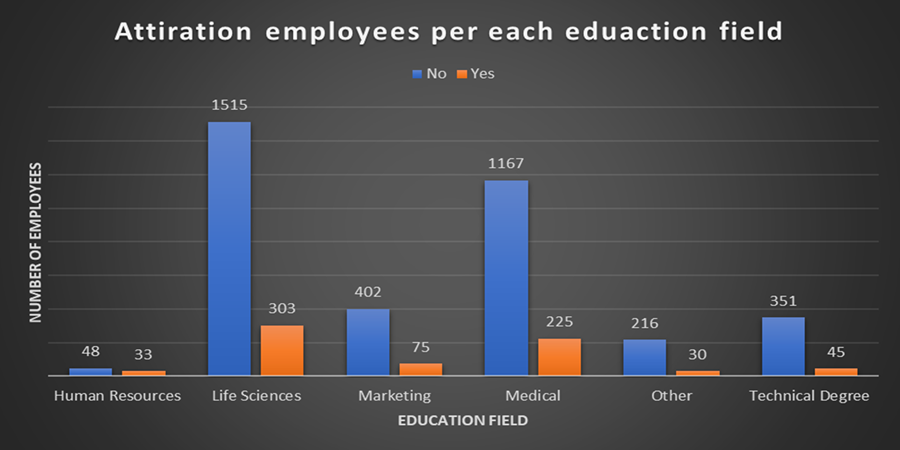 Attiration employees per each eduaction field
No Yes
NUMBER OF EMPLOYEES
1515
1167
402
351
303
225
216
48
33
75
30
45
Human Resources Life Sciences Marketing Medical Other Technical Degree
EDUCATION FIELD